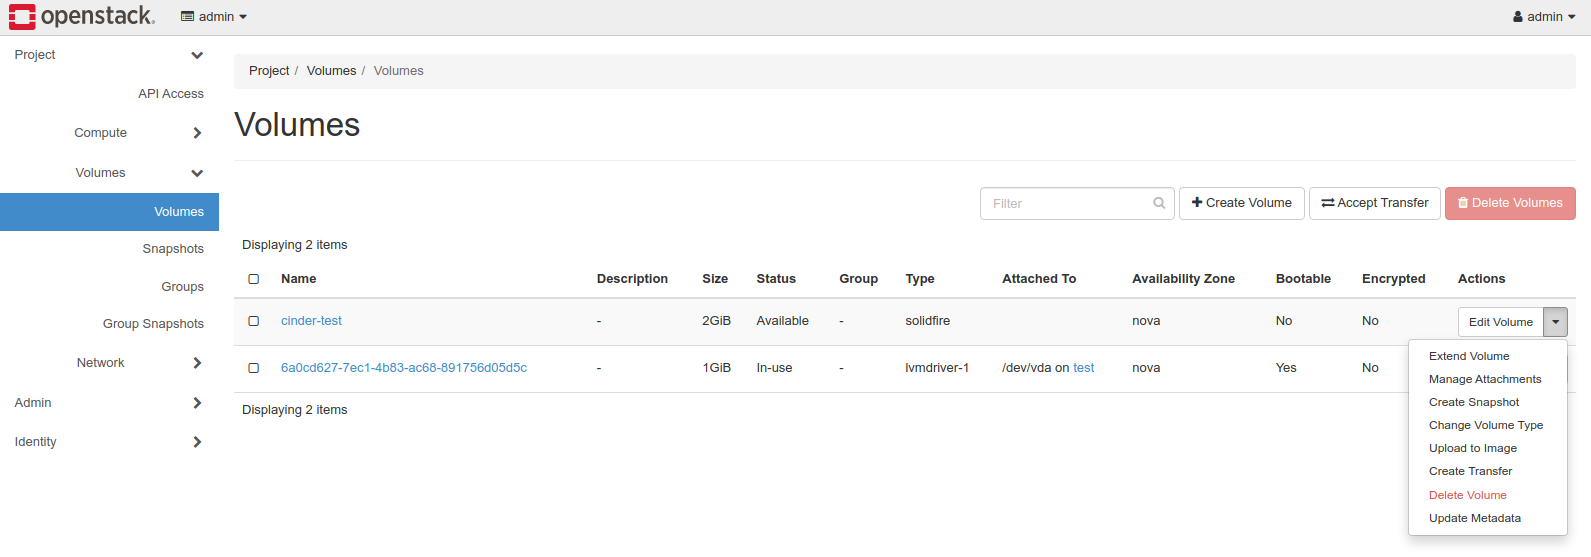 openstack. admin admin
Project
API Access
Compute
Volumes
Volumes
Snapshots
Groups
Group Snapshots
Network
Admin
Identity
Project / Volumes / Volumes
Volumes
Filter Create Volume Accept Transfer Delete Volumes
Displaying 2 items
Name Description Size Status Group Type Attached To Availability Zone Bootable Encrypted Actions
cinder-test - 2GiB Available - solidfire nova No No Edit Volume
6a0cd627-7ec1-4b83-ac68-891756d05d5c - 1GiB In-use - lvmdriver-1 /dev/vda on test nova Yes No
Displaying 2 items
Extend Volume
Manage Attachments
Create Snapshot
Change Volume Type
Upload to Image
Create Transfer
Delete Volume
Update Metadata